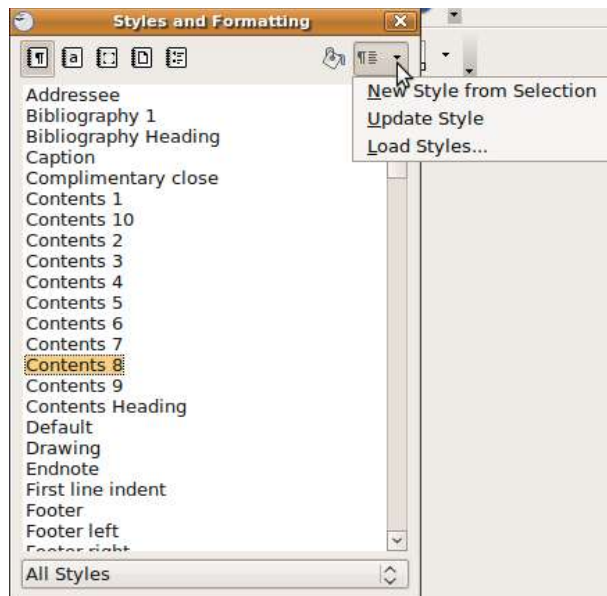 Styles and Formatting
New Style from Selection
Update Style
Load Styles...
Addressee
Bibliography 1
Bibliography Heading
Caption
Complimentary close
Contents 1
Contents 10
Contents 2
Contents 3
Contents 4
Contents 5
Contents 6
Contents 7
Contents 8
Contents 9
Contents Heading
Default
Drawing
Endnote
First line indent
Footer
Footer left
Footer right
All Styles